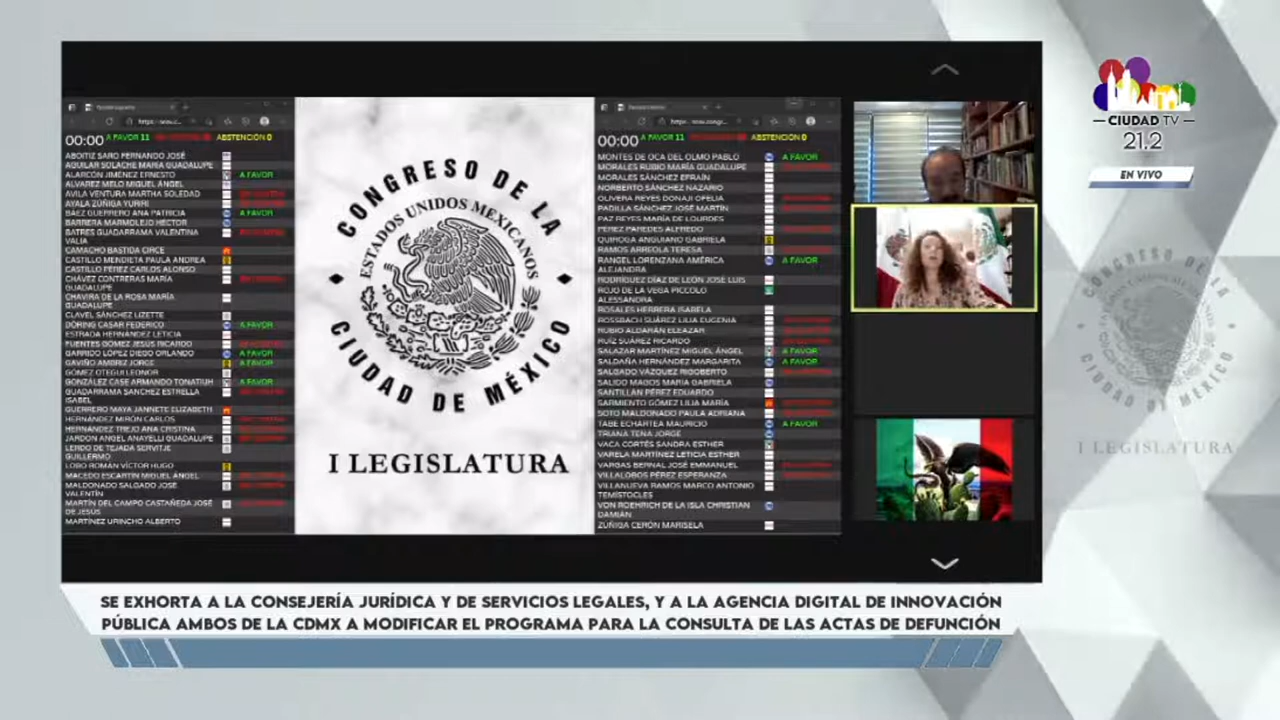 00:00 A FAVOR 11 ABSTENCIÓN 0
ABOITIZ SARO FERNANDO JOSÉ
AGUILAR SOLACHE MARÍA GUADALUPE
ALARCÓN JIMÉNEZ ERNESTO A FAVOR
ÁLVAREZ MELO MIGUEL ÁNGEL
ÁVILA VENTURA MARTHA SOLEDAD
AYALA ZÚÑIGA YURIRI
BÁEZ GUERRERO ANA PATRICIA A FAVOR
BARRERA MARMOLEJO HÉCTOR
BATRES GUADARRAMA VALENTINA
VALIA
CAMACHO BASTIDA CIRCE
CASTILLO MENDIETA PAULA ANDREA
CASTILLO PÉREZ CARLOS ALONSO
CHÁVEZ CONTRERAS MARÍA
GUADALUPE
CHAVIRA DE LA ROSA MARÍA
GUADALUPE
CLAVEL SÁNCHEZ LIZETTE
DÖRING CASAR FEDERICO A FAVOR
ESTRADA HERNÁNDEZ LETICIA
FUENTES GÓMEZ JESÚS RICARDO
GARRIDO LÓPEZ DIEGO ORLANDO A FAVOR
GAVIÑO AMBRIZ JORGE A FAVOR
GÓMEZ OTEGUI LEONOR
GONZÁLEZ CASE ARMANDO TONATIUH A FAVOR
GUADARRAMA SÁNCHEZ ESTRELLA
ISABEL
GUERRERO MAYA JANNETE ELIZABETH
HERNÁNDEZ MIRÓN CARLOS
HERNÁNDEZ TREJO ANA CRISTINA
JARDÓN ÁNGEL ANAYELLI GUADALUPE
LERDO DE TEJADA SERVITJE
GUILLERMO
LOBO ROMÁN VÍCTOR HUGO
MACEDO ESCARTÍN MIGUEL ÁNGEL
MALDONADO SALGADO JOSÉ
VALENTÍN
MARTÍN DEL CAMPO CASTAÑEDA JOSÉ
DE JESÚS
MARTÍNEZ URINCHO ALBERTO
CONGRESO DE LA
ESTADOS UNIDOS MEXICANOS
CIUDAD DE MÉXICO
I LEGISLATURA
00:00 A FAVOR 11 ABSTENCIÓN 0
MONTES DE OCA DEL OLMO PABLO A FAVOR
MORALES RUBIO MARÍA GUADALUPE
MORALES SÁNCHEZ EFRAÍN
NORBERTO SÁNCHEZ NAZARIO
OLIVERA REYES DONAJI OFELIA
PADILLA SÁNCHEZ JOSÉ MARTÍN
PAZ REYES MARÍA DE LOURDES
PÉREZ PAREDES ALFREDO
QUIROGA ANGUIANO GABRIELA
RAMOS ARREOLA TERESA
RANGEL LORENZANA AMÉRICA A FAVOR
ALEJANDRA
RODRÍGUEZ DÍAZ DE LEÓN JOSÉ LUIS
ROJO DE LA VEGA PICCOLO
ALESSANDRA
ROSALES HERRERA ISABELA
ROSSBACH SUÁREZ LILIA EUGENIA
RUBIO ALDARÁN ELEAZAR
RUÍZ SUÁREZ RICARDO
SALAZAR MARTÍNEZ MIGUEL ÁNGEL A FAVOR
SALDAÑA HERNÁNDEZ MARGARITA A FAVOR
SALGADO VÁZQUEZ RIGOBERTO
SALIDO MAGOS MARÍA GABRIELA
SANTILLÁN PÉREZ EDUARDO
SARMIENTO GÓMEZ LILIA MARÍA
SOTO MALDONADO PAULA ADRIANA
TABE ECHARTEA MAURICIO A FAVOR
TRIANA TENA JORGE
VACA CORTÉS SANDRA ESTHER
VARELA MARTÍNEZ LETICIA ESTHER
VARGAS BERNAL JOSÉ EMMANUEL
VILLALOBOS PÉREZ ESPERANZA
VILLANUEVA RAMOS MARCO ANTONIO
TEMÍSTOCLES
VON ROEHRICH DE LA ISLA CHRISTIAN
DAMIÁN
ZÚÑIGA CERÓN MARISELA
CIUDAD TV
21.2
EN VIVO
CONGRESO DE LA
CIUDAD DE MÉXICO
I LEGISLATURA
SE EXHORTA A LA CONSEJERÍA JURÍDICA Y DE SERVICIOS LEGALES, Y A LA AGENCIA DIGITAL DE INNOVACIÓN
PÚBLICA AMBOS DE LA CDMX A MODIFICAR EL PROGRAMA PARA LA CONSULTA DE LAS ACTAS DE DEFUNCIÓN